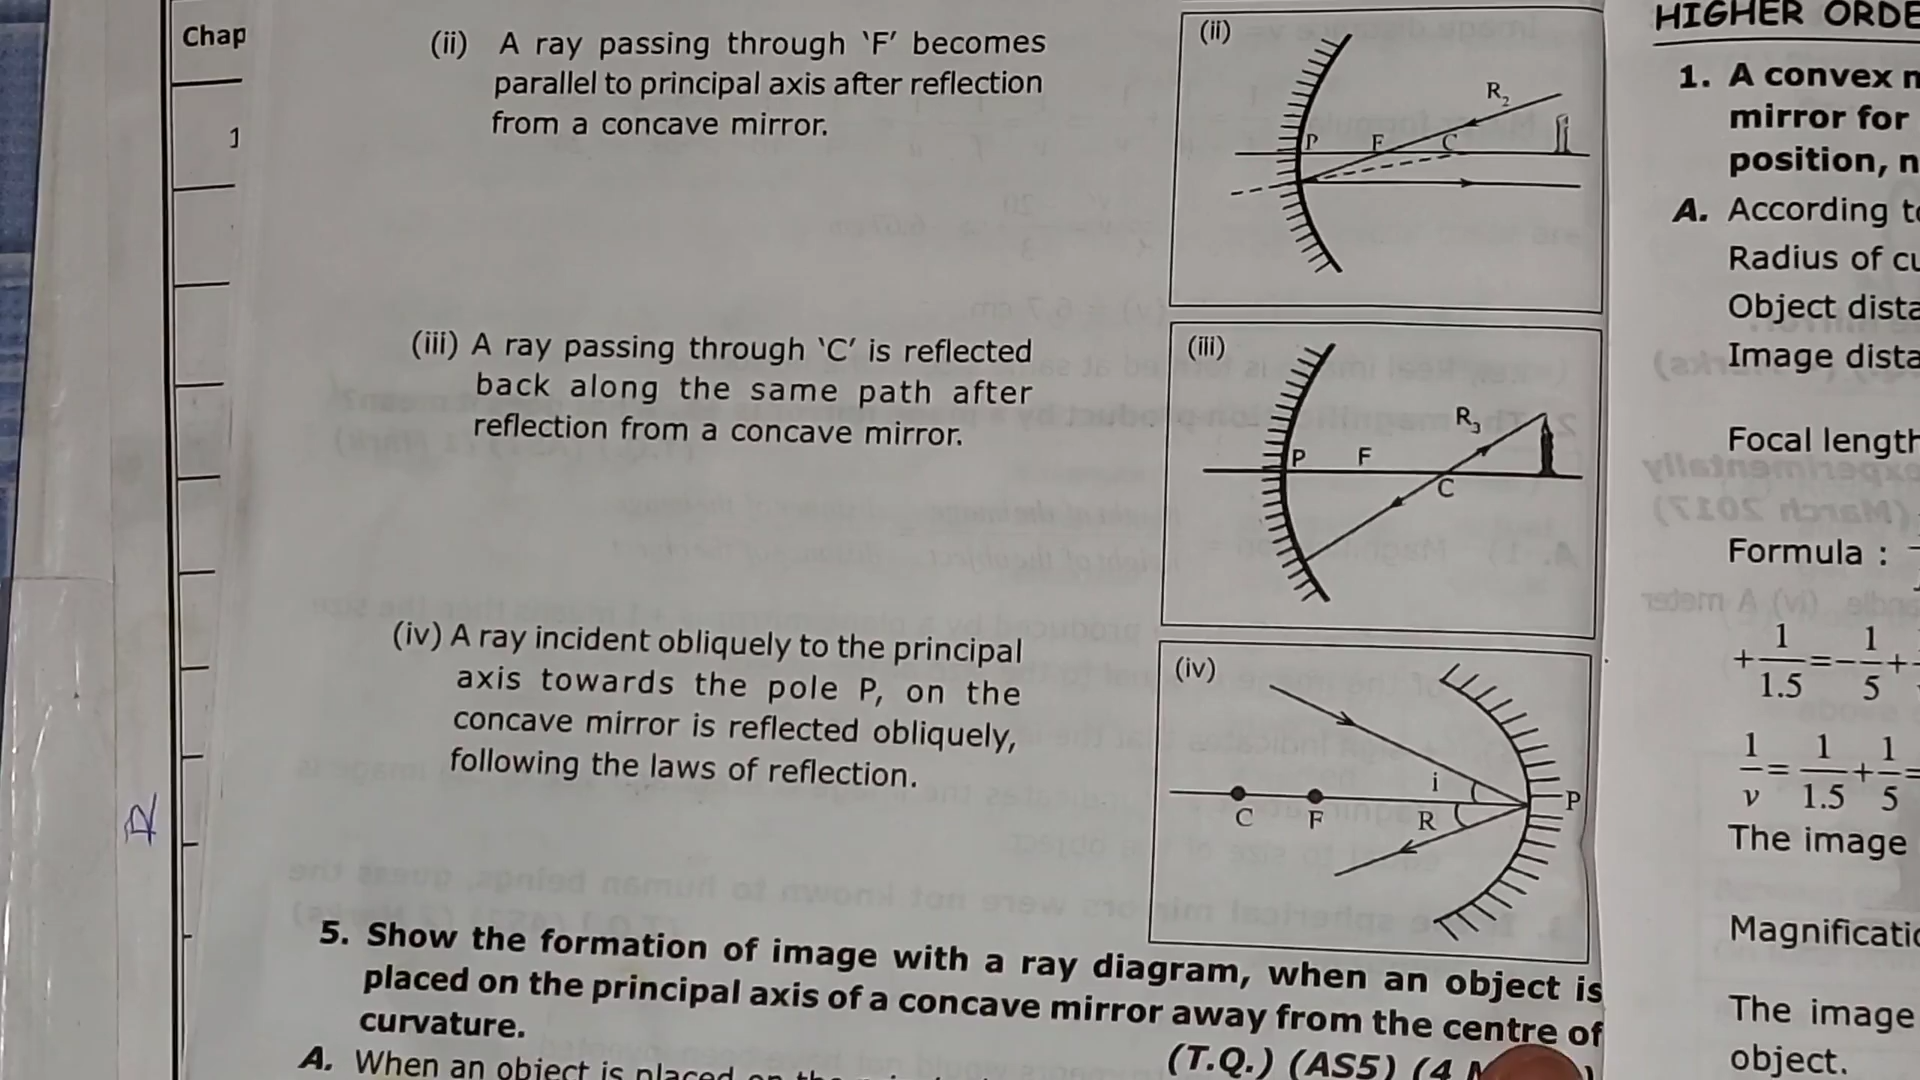 Chap
1
(ii) A ray passing through ‘F’ becomes
parallel to principal axis after reflection
from a concave mirror.
(ii)
R2
P F C
(iii) A ray passing through ‘C’ is reflected
back along the same path after
reflection from a concave mirror.
(iii)
R3
P F
C
(iv) A ray incident obliquely to the principal
axis towards the pole P, on the
concave mirror is reflected obliquely,
following the laws of reflection.
(iv)
i
P
C F R
5. Show the formation of image with a ray diagram, when an object is
placed on the principal axis of a concave mirror away from the centre of
curvature.
(T.Q.) (AS5) (4
A. When an object is placed on the
HIGHER ORDE
1. A convex
mirror for
position,
A. According
Radius of
Object dista
Image dista
Focal length
Formula :
+ 1/1.5 = - 1/5 +
1/v = 1/1.5 + 1/5 =
The image
Magnificatio
The image
object.